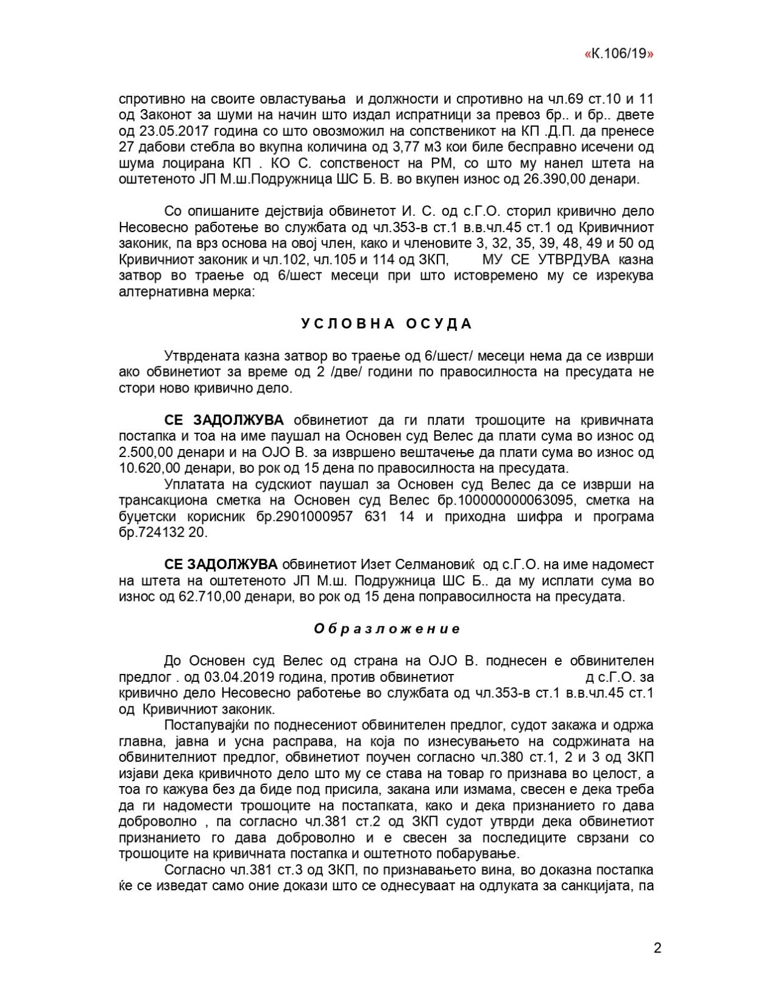 «К.106/19»
спротивно на своите овластувања и должности и спротивно на чл.69 ст.10 и 11
од Законот за шуми на начин што издал испратници за превоз бр.. и бр.. двете
од 23.05.2017 година со што овозможил на сопственикот на КП .Д.П. да пренесе
27 дабови стебла во вкупна количина од 3,77 м3 кои биле бесправно исечени од
шума лоцирана КП . КО С. сопственост на РМ, со што му нанел штета на
оштетеното ЈП М.ш.Подружница ШС Б. В. во вкупен износ од 26.390,00 денари.
Со опишаните дејствија обвинетот И. С. од с.Г.О. сторил кривично дело
Несовесно работење во службата од чл.353-в ст.1 в.в.чл.45 ст.1 од Кривичниот
законик, па врз основа на овој член, како и членовите 3, 32, 35, 39, 48, 49 и 50 од
Кривичниот законик и чл.102, чл.105 и 114 од ЗКП, МУ СЕ УТВРДУВА казна
затвор во траење од 6/шест месеци при што истовремено му се изрекува
алтернативна мерка:
У С Л О В Н А О С У Д А
Утврдената казна затвор во траење од 6/шест/ месеци нема да се изврши
ако обвинетиот за време од 2 /две/ години по правосилноста на пресудата не
стори ново кривично дело.
СЕ ЗАДОЛЖУВА обвинетиот да ги плати трошоците на кривичната
постапка и тоа на име паушал на Основен суд Велес да плати сума во износ од
2.500,00 денари и на ОЈО В. за извршено вештачење да плати сума во износ од
10.620,00 денари, во рок од 15 дена по правосилноста на пресудата.
Уплатата на судскиот паушал за Основен суд Велес да се изврши на
трансакциона сметка на Основен суд Велес бр.100000000063095, сметка на
буџетски корисник бр.2901000957 631 14 и приходна шифра и програма
бр.724132 20.
СЕ ЗАДОЛЖУВА обвинетиот Изет Селмановиќ од с.Г.О. на име надомест
на штета на оштетеното ЈП М.ш. Подружница ШС Б.. да му исплати сума во
износ од 62.710,00 денари, во рок од 15 дена поправосилноста на пресудата.
О б р а з л о ж е н и е
До Основен суд Велес од страна на ОЈО В. поднесен е обвинителен
предлог . од 03.04.2019 година, против обвинетиот д с.Г.О. за
кривично дело Несовесно работење во службата од чл.353-в ст.1 в.в.чл.45 ст.1
од Кривичниот законик.
Постапувајќи по поднесениот обвинителен предлог, судот закажа и одржа
главна, јавна и усна расправа, на која по изнесувањето на содржината на
обвинителниот предлог, обвинетиот поучен согласно чл.380 ст.1, 2 и 3 од ЗКП
изјави дека кривичното дело што му се става на товар го признава во целост, а
тоа го кажува без да биде под присила, закана или измама, свесен е дека треба
да ги надомести трошоците на постапката, како и дека признанието го дава
доброволно , па согласно чл.381 ст.2 од ЗКП судот утврди дека обвинетиот
признанието го дава доброволно и е свесен за последиците сврзани со
трошоците на кривичната постапка и оштетното побарување.
Согласно чл.381 ст.3 од ЗКП, по признавањето вина, во доказна постапка
ќе се изведат само оние докази што се однесуваат на одлуката за санкцијата, па
2